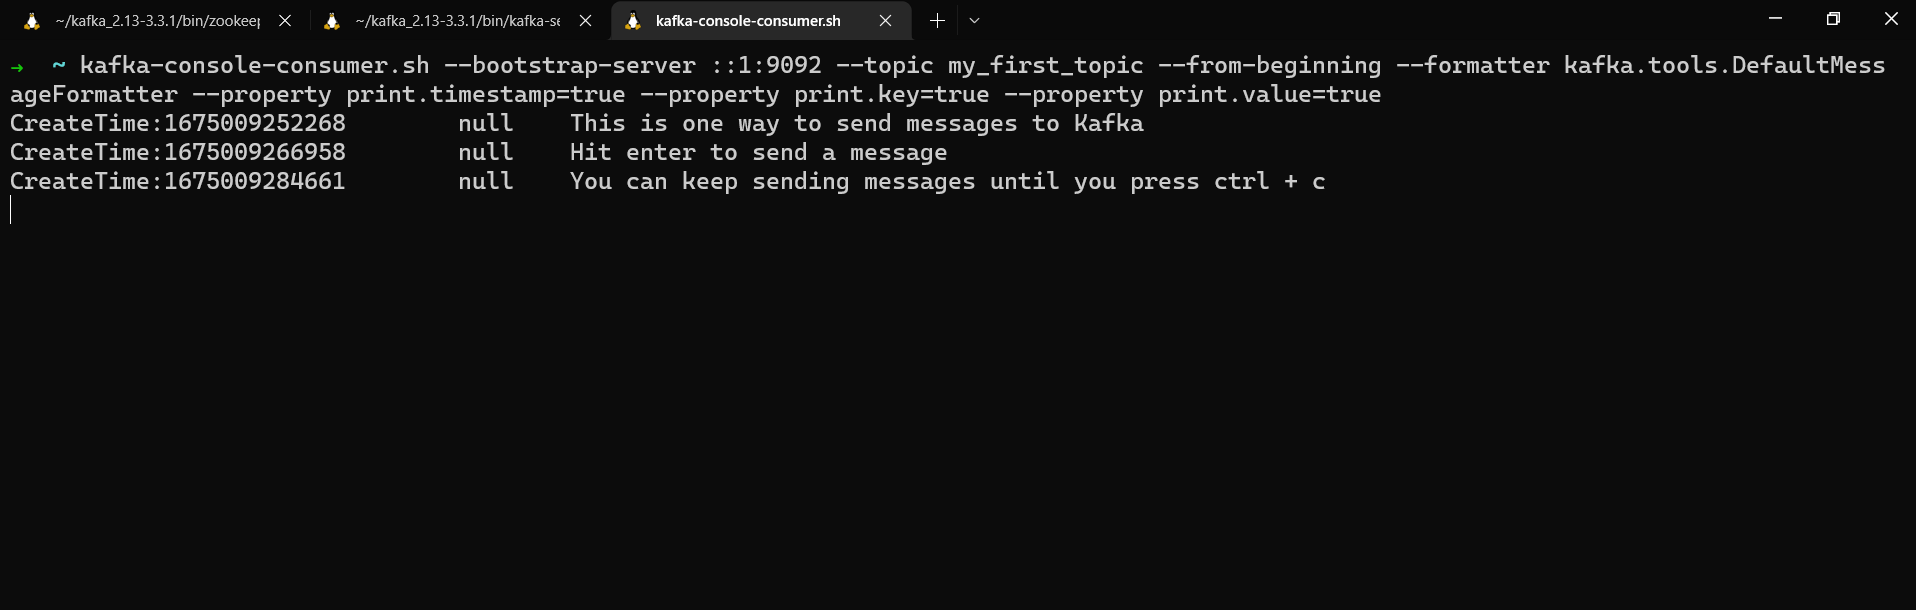 ~/kafka_2.13-3.3.1/bin/zookeep
~/kafka_2.13-3.3.1/bin/kafka-se
kafka-console-consumer.sh
→ ~ kafka-console-consumer.sh --bootstrap-server ::1:9092 --topic my_first_topic --from-beginning --formatter kafka.tools.DefaultMess
ageFormatter --property print.timestamp=true --property print.key=true --property print.value=true
CreateTime:1675009252268 null This is one way to send messages to Kafka
CreateTime:1675009266958 null Hit enter to send a message
CreateTime:1675009284661 null You can keep sending messages until you press ctrl + c